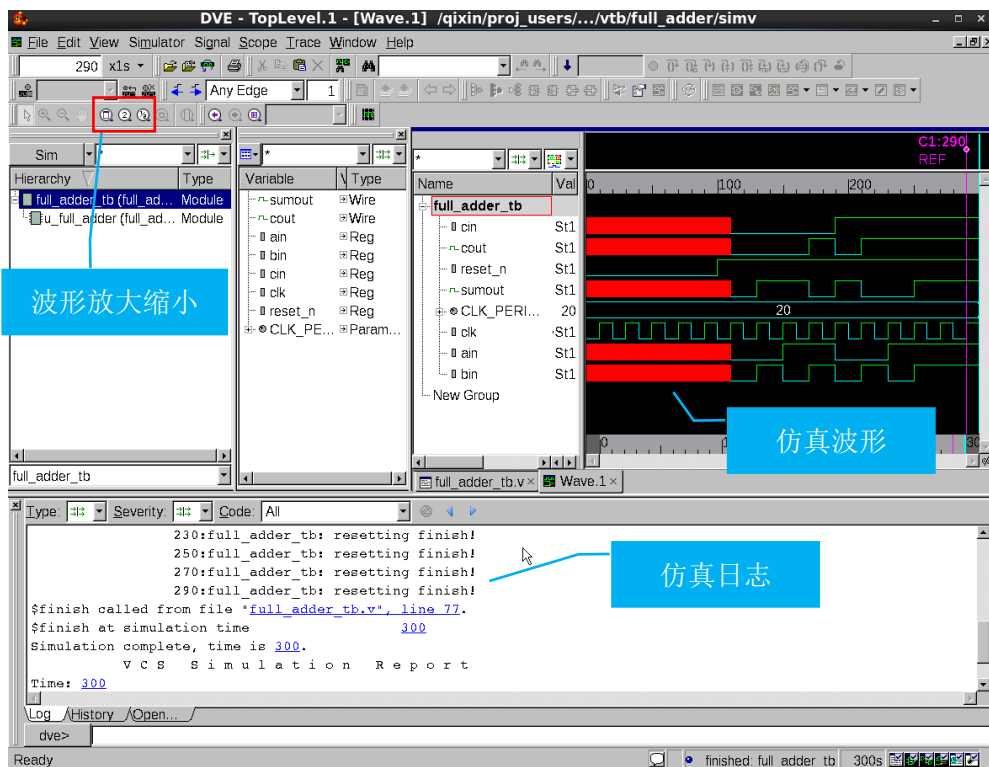 DVE - TopLevel.1 - [Wave.1] /qixin/proj_users/.../vtb/full_adder/simv
File Edit View Simulator Signal Scope Trace Window Help
290 x1s
Any Edge 1
Sim *
Hierarchy Type
full_adder_tb (full_ad... Module
u_full_adder (full_ad... Module
波形放大缩小
full_adder_tb
*
Variable Type
sumout Wire
cout Wire
ain Reg
bin Reg
cin Reg
clk Reg
reset_n Reg
CLK_PE... Param...
*
Name Val
full_adder_tb
cin St1
cout St1
reset_n St1
sumout St1
CLK_PERI... 20
clk St1
ain St1
bin St1
New Group
C1:290
REF
0 100 200
20
仿真波形
0
full_adder_tb.v Wave.1
Type: Severity: Code: All
230:full_adder_tb: resetting finish!
250:full_adder_tb: resetting finish!
270:full_adder_tb: resetting finish!
290:full_adder_tb: resetting finish!
仿真日志
$finish called from file "full_adder_tb.v", line 77.
$finish at simulation time 300
Simulation complete, time is 300.
V C S S i m u l a t i o n R e p o r t
Time: 300
Log History Open...
dve>
Ready finished: full_adder_tb 300s